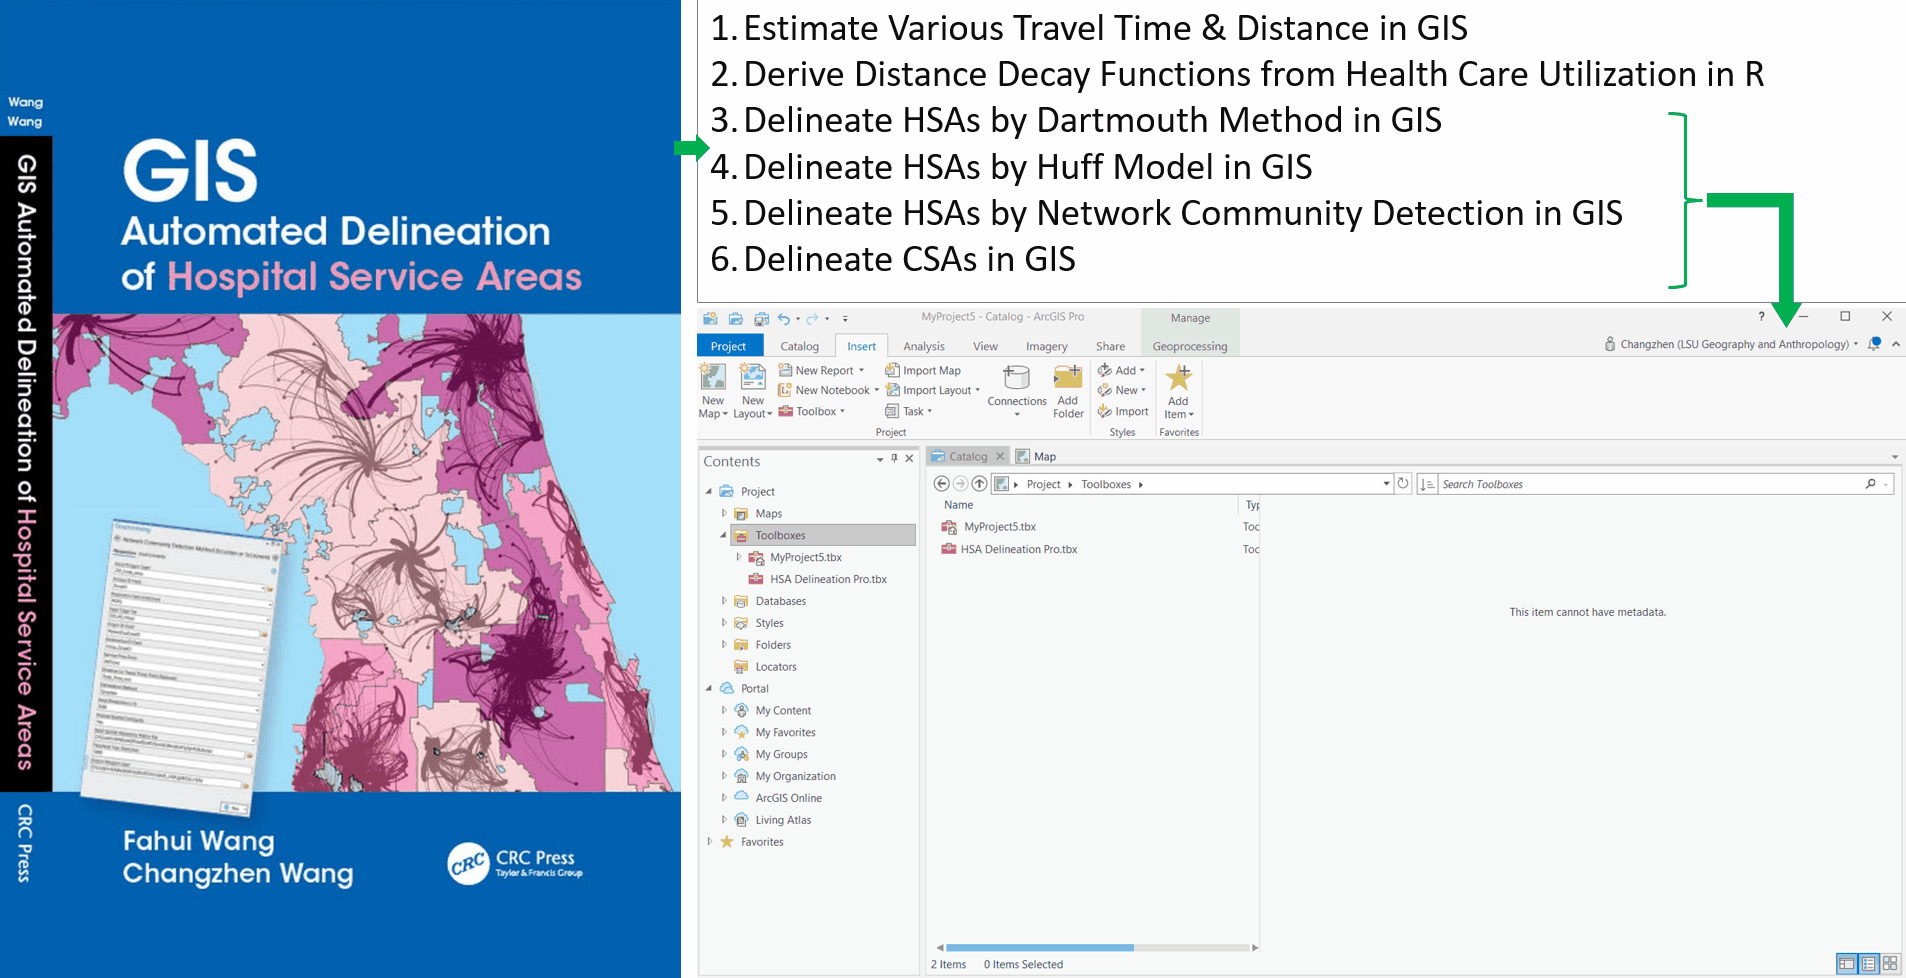 Wang
Wang
GIS Automated Delineation of Hospital Service Areas
CRC Press
GIS
Automated Delineation
of Hospital Service Areas
Fahui Wang
Changzhen Wang
CRC
CRC Press
Taylor & Francis Group
1. Estimate Various Travel Time & Distance in GIS
2. Derive Distance Decay Functions from Health Care Utilization in R
3. Delineate HSAs by Dartmouth Method in GIS
4. Delineate HSAs by Huff Model in GIS
5. Delineate HSAs by Network Community Detection in GIS
6. Delineate CSAs in GIS
MyProject5 - Catalog - ArcGIS Pro
Manage
?
Project Catalog Insert Analysis View Imagery Share Geoprocessing
Changzhen (LSU Geography and Anthropology)
New Map
New Layout
New Report
New Notebook
Toolbox
Import Map
Import Layout
Task
Project
Connections
Add Folder
Add
New
Import
Styles
Add Item
Favorites
Contents
Project
Maps
Toolboxes
MyProject5.tbx
HSA Delineation Pro.tbx
Databases
Styles
Folders
Locators
Portal
My Content
My Favorites
My Groups
My Organization
ArcGIS Online
Living Atlas
Favorites
Catalog Map
Project Toolboxes
Search Toolboxes
Name Typ
MyProject5.tbx Toc
HSA Delineation Pro.tbx Toc
This item cannot have metadata.
2 Items 0 Items Selected